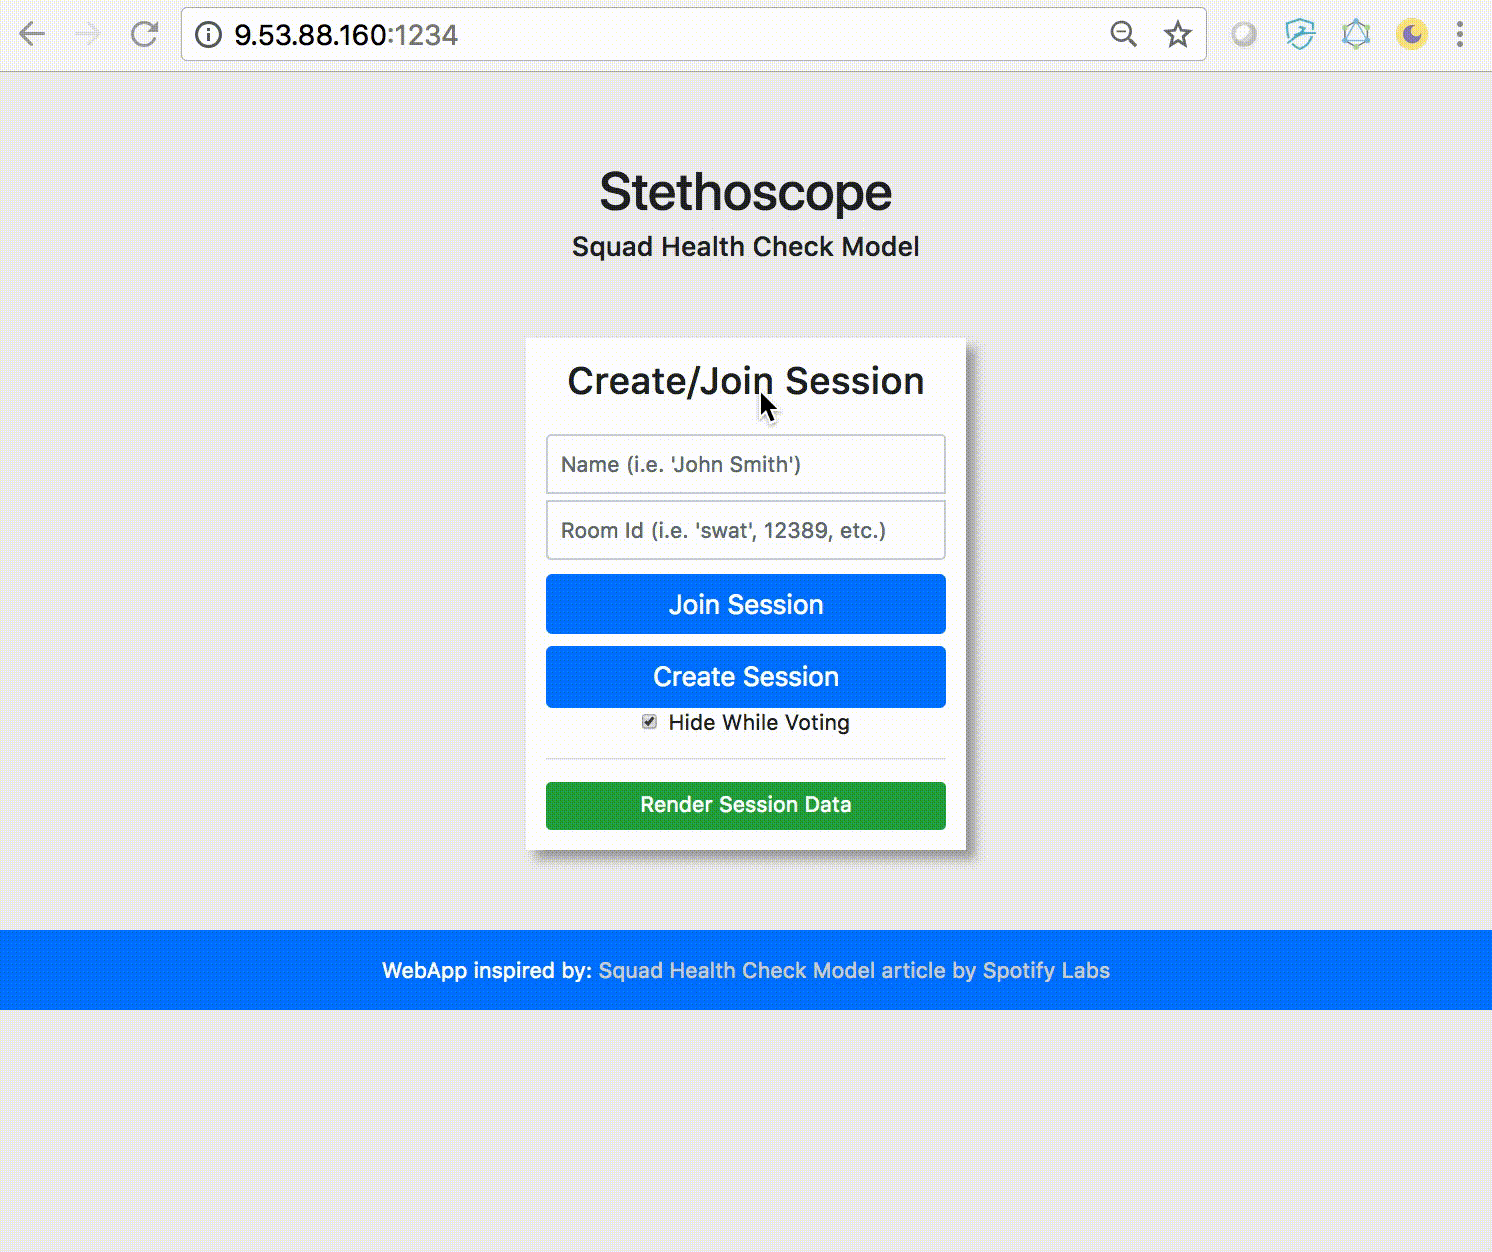 9.53.88.160:1234
Stethoscope
Squad Health Check Model
Create/Join Session
Name (i.e. 'John Smith')
Room Id (i.e. 'swat', 12389, etc.)
Join Session
Create Session
Hide While Voting
Render Session Data
WebApp inspired by: Squad Health Check Model article by Spotify Labs